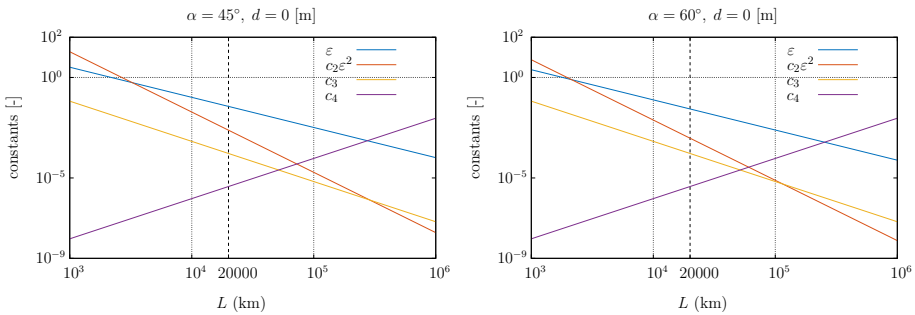 α = 45°, d = 0 [m]
10²
10⁰
10⁻⁵
10⁻⁹
constants [-]
ε
c₂ε²
c₃
c₄
10³
10⁴
20000
10⁵
10⁶
L (km)
α = 60°, d = 0 [m]
10²
10⁰
10⁻⁵
10⁻⁹
constants [-]
ε
c₂ε²
c₃
c₄
10³
10⁴
20000
10⁵
10⁶
L (km)